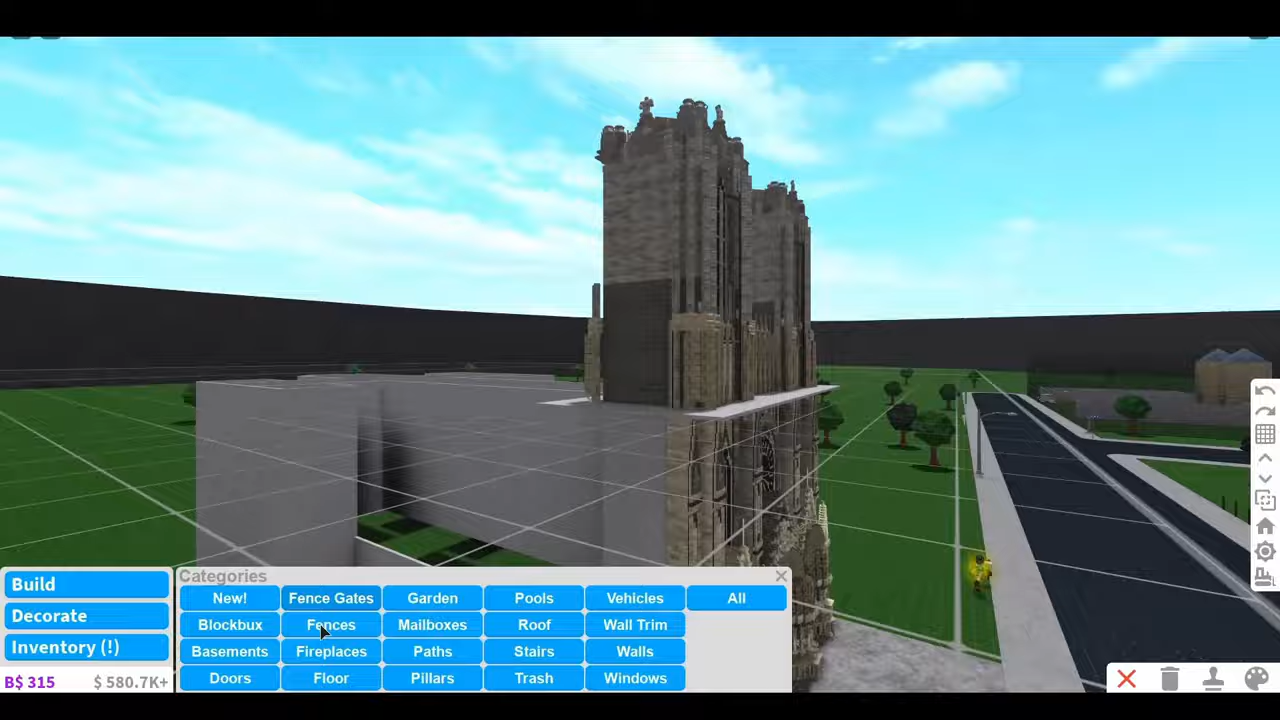 Build
Decorate
Inventory (!)
B$ 315
$ 580.7K+
Categories
New!
Fence Gates
Garden
Pools
Vehicles
All
Blockbux
Fences
Mailboxes
Roof
Wall Trim
Basements
Fireplaces
Paths
Stairs
Walls
Doors
Floor
Pillars
Trash
Windows